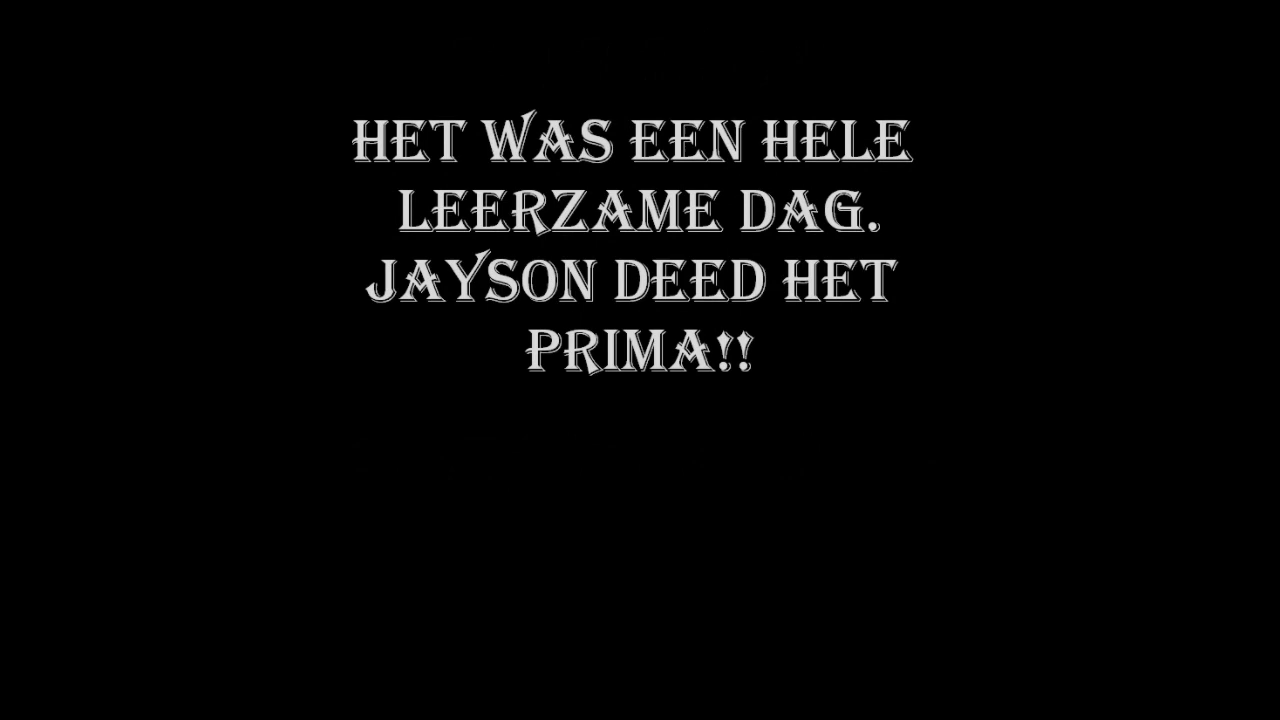 HET WAS EEN HELE
LEERZAME DAG.
JAYSON DEED HET
PRIMA!!